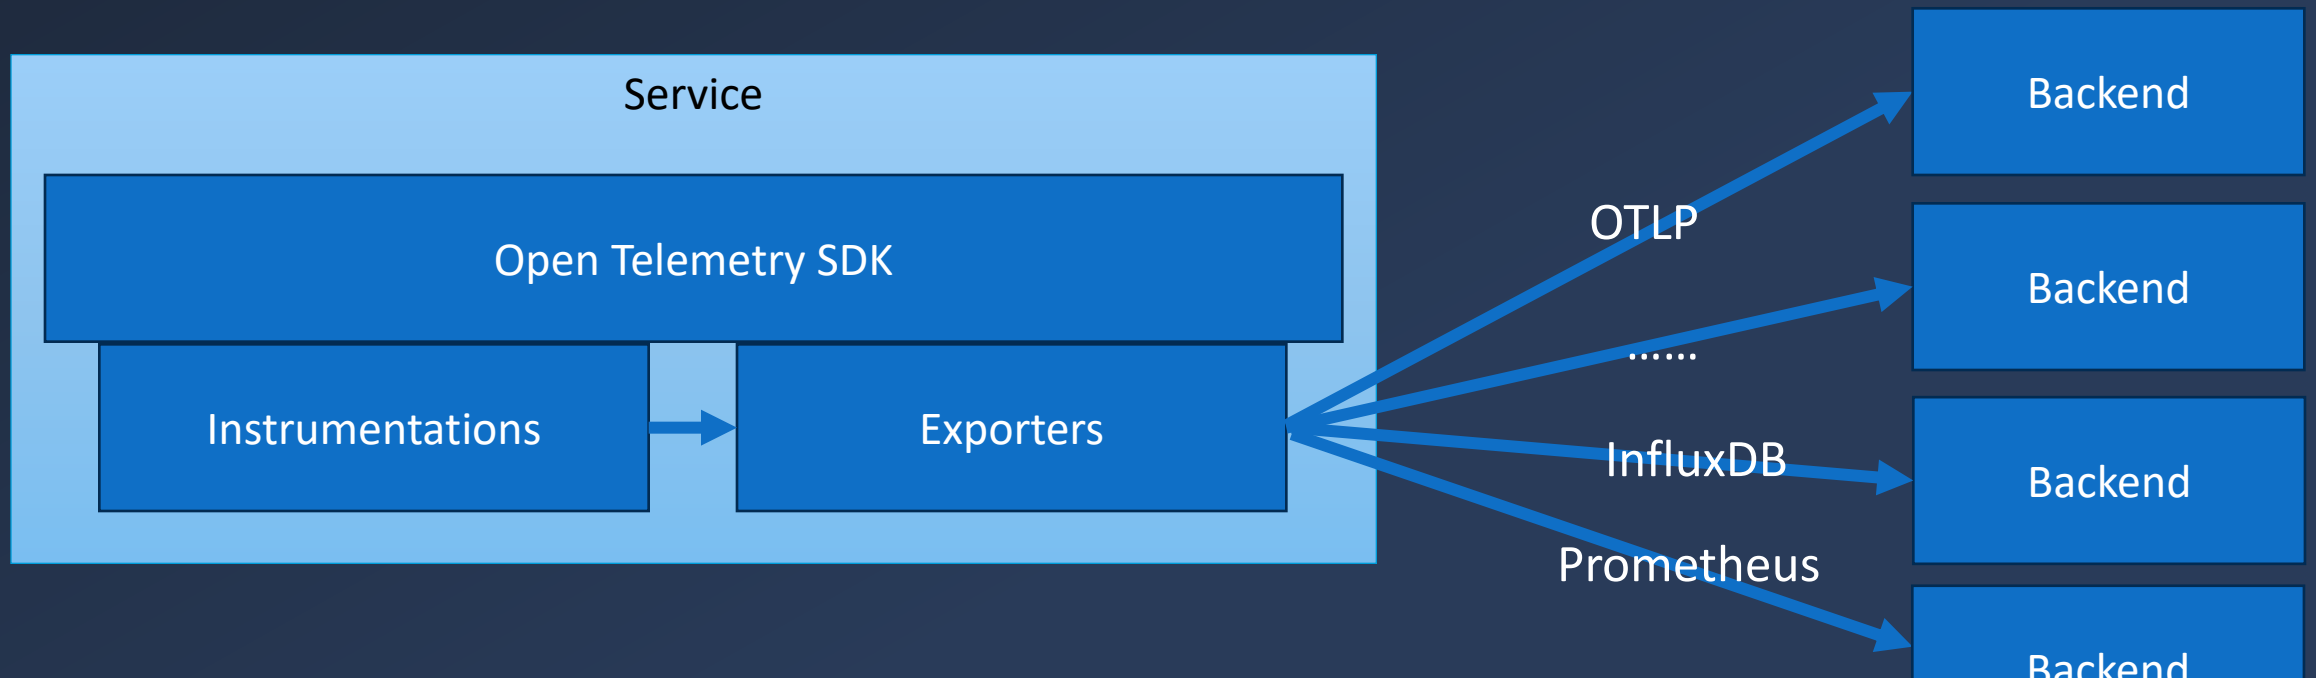 Service
Open Telemetry SDK
Instrumentations
Exporters
OTLP
......
InfluxDB
Prometheus
Backend
Backend
Backend
Backend